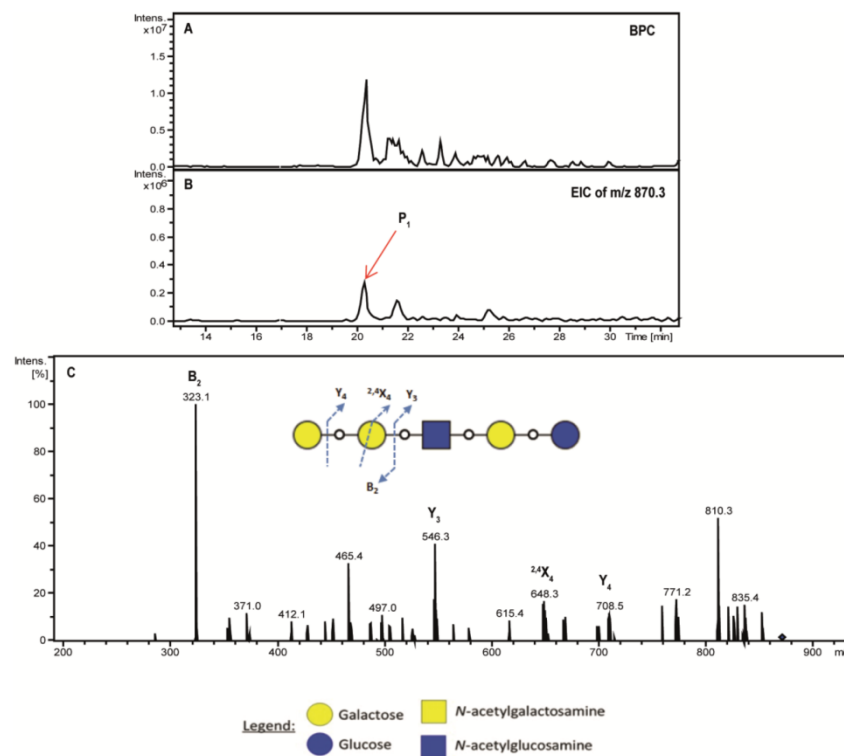 Intens.
x10⁷
A
BPC
1.5
1.0
0.5
0.0
Intens.
x10⁶
B
EIC of m/z 870.3
0.8
0.6
0.4
0.2
0.0
P₁
14 16 18 20 22 24 26 28 30 Time [min]
Intens.
[%]
C
B₂
323.1
100
80
60
40
20
0
Y₄ ²,⁴X₄ Y₃
B₂
Y₃
546.3
465.4
371.0
412.1
497.0
615.4
²,⁴X₄
648.3
Y₄
708.5
771.2
810.3
835.4
200 300 400 500 600 700 800 900 m
Legend:
Galactose
N-acetylgalactosamine
Glucose
N-acetylglucosamine